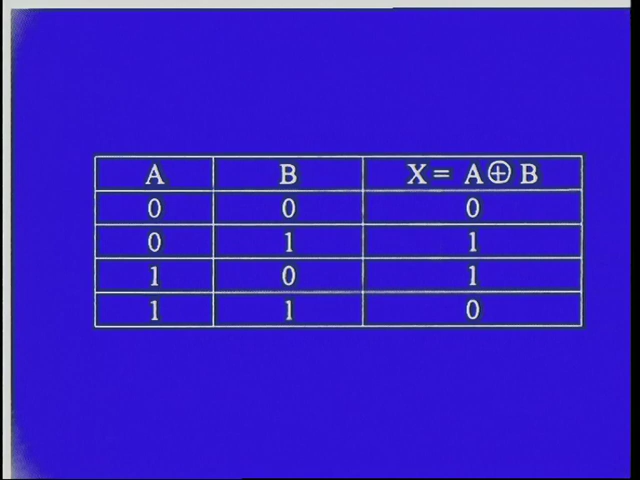 A B X = A ⊕ B
0 0 0
0 1 1
1 0 1
1 1 0